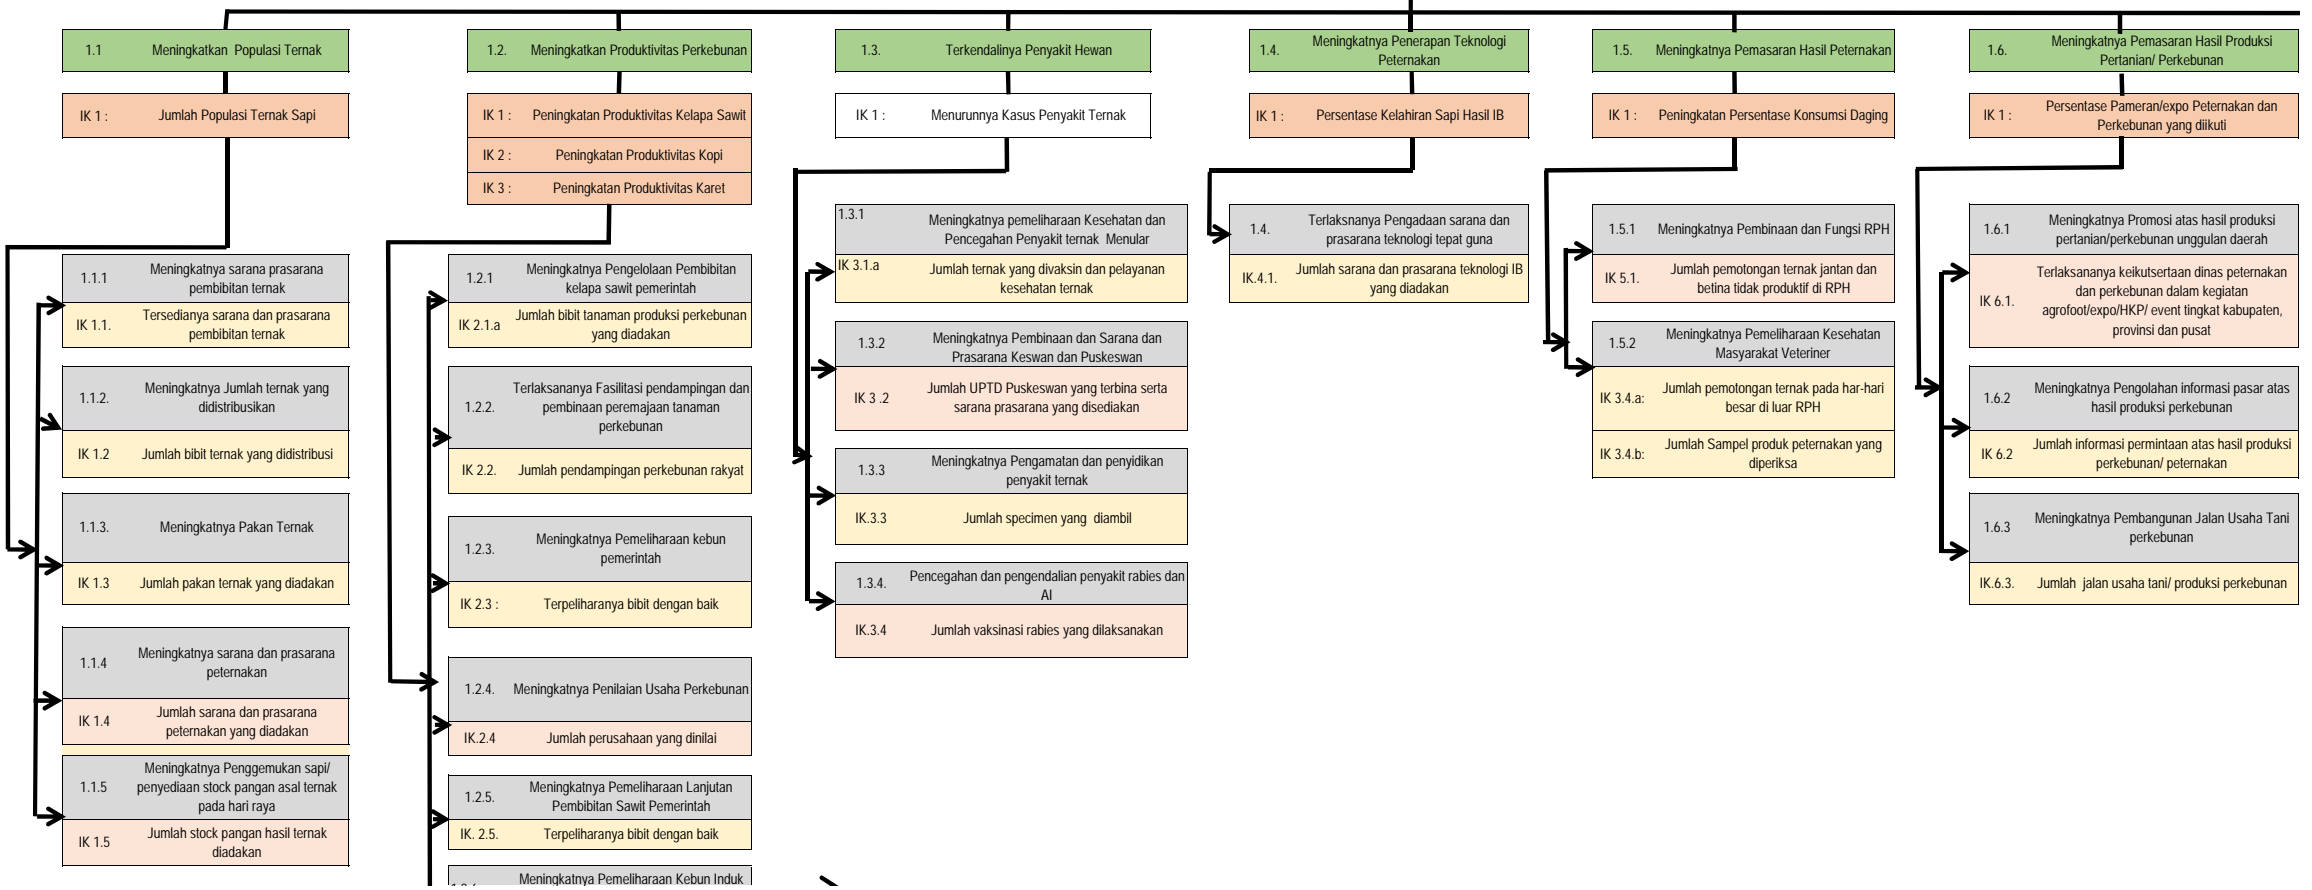 1.1 Meningkatkan Populasi Ternak
IK 1 : Jumlah Populasi Ternak Sapi
1.1.1 Meningkatnya sarana prasarana
pembibitan ternak
IK 1.1. Tersedianya sarana dan prasarana
pembibitan ternak
1.1.2. Meningkatnya Jumlah ternak yang
didistribusikan
IK 1.2 Jumlah bibit ternak yang didistribusi
1.1.3. Meningkatnya Pakan Ternak
IK 1.3 Jumlah pakan ternak yang diadakan
1.1.4 Meningkatnya sarana dan prasarana
peternakan
IK 1.4 Jumlah sarana dan prasarana
peternakan yang diadakan
1.1.5 Meningkatnya Penggemukan sapi/
penyediaan stock pangan asal ternak
pada hari raya
IK 1.5 Jumlah stock pangan hasil ternak
diadakan
1.2. Meningkatkan Produktivitas Perkebunan
IK 1 : Peningkatan Produktivitas Kelapa Sawit
IK 2 : Peningkatan Produktivitas Kopi
IK 3 : Peningkatan Produktivitas Karet
1.2.1 Meningkatnya Pengelolaan Pembibitan
kelapa sawit pemerintah
IK 2.1.a Jumlah bibit tanaman produksi perkebunan
yang diadakan
1.2.2. Terlaksananya Fasilitasi pendampingan dan
pembinaan peremajaan tanaman
perkebunan
IK 2.2. Jumlah pendampingan perkebunan rakyat
1.2.3. Meningkatnya Pemeliharaan kebun
pemerintah
IK 2.3 : Terpeliharanya bibit dengan baik
1.2.4. Meningkatnya Penilaian Usaha Perkebunan
IK.2.4 Jumlah perusahaan yang dinilai
1.2.5. Meningkatnya Pemeliharaan Lanjutan
Pembibitan Sawit Pemerintah
IK. 2.5. Terpeliharanya bibit dengan baik
Meningkatnya Pemeliharaan Kebun Induk
1.3. Terkendalinya Penyakit Hewan
IK 1 : Menurunnya Kasus Penyakit Ternak
1.3.1 Meningkatnya pemeliharaan Kesehatan dan
Pencegahan Penyakit ternak Menular
IK 3.1.a Jumlah ternak yang divaksin dan pelayanan
kesehatan ternak
1.3.2 Meningkatnya Pembinaan dan Sarana dan
Prasarana Keswan dan Puskeswan
IK 3 .2 Jumlah UPTD Puskeswan yang terbina serta
sarana prasarana yang disediakan
1.3.3 Meningkatnya Pengamatan dan penyidikan
penyakit ternak
IK.3.3 Jumlah specimen yang diambil
1.3.4. Pencegahan dan pengendalian penyakit rabies dan
AI
IK.3.4 Jumlah vaksinasi rabies yang dilaksanakan
1.4. Meningkatnya Penerapan Teknologi
Peternakan
IK 1 : Persentase Kelahiran Sapi Hasil IB
1.4. Terlaksnanya Pengadaan sarana dan
prasarana teknologi tepat guna
IK.4.1. Jumlah sarana dan prasarana teknologi IB
yang diadakan
1.5. Meningkatnya Pemasaran Hasil Peternakan
IK 1 : Peningkatan Persentase Konsumsi Daging
1.5.1 Meningkatnya Pembinaan dan Fungsi RPH
IK 5.1. Jumlah pemotongan ternak jantan dan
betina tidak produktif di RPH
1.5.2 Meningkatnya Pemeliharaan Kesehatan
Masyarakat Veteriner
IK 3.4.a: Jumlah pemotongan ternak pada har-hari
besar di luar RPH
IK 3.4.b: Jumlah Sampel produk peternakan yang
diperiksa
1.6. Meningkatnya Pemasaran Hasil Produksi
Pertanian/ Perkebunan
IK 1 : Persentase Pameran/expo Peternakan dan
Perkebunan yang diikuti
1.6.1 Meningkatnya Promosi atas hasil produksi
pertanian/perkebunan unggulan daerah
IK 6.1. Terlaksananya keikutsertaan dinas peternakan
dan perkebunan dalam kegiatan
agrofoot/expo/HKP/ event tingkat kabupaten,
provinsi dan pusat
1.6.2 Meningkatnya Pengolahan informasi pasar atas
hasil produksi perkebunan
IK 6.2 Jumlah informasi permintaan atas hasil produksi
perkebunan/ peternakan
1.6.3 Meningkatnya Pembangunan Jalan Usaha Tani
perkebunan
IK.6.3. Jumlah jalan usaha tani/ produksi perkebunan